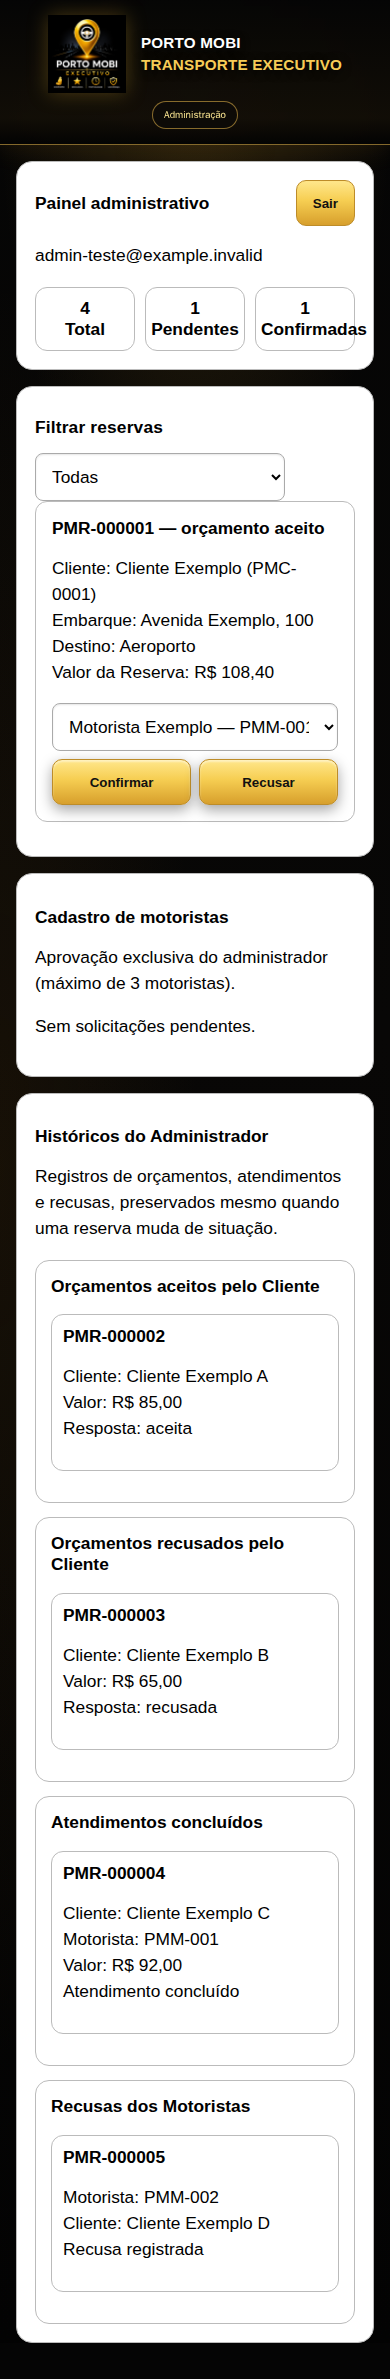 PORTO MOBI
EXECUTIVO
PORTO MOBI
TRANSPORTE EXECUTIVO
Administração
Painel administrativo
Sair
admin-teste@example.invalid
4
Total
1
Pendentes
1
Confirmadas
Filtrar reservas
Todas
PMR-000001 — orçamento aceito
Cliente: Cliente Exemplo (PMC-
0001)
Embarque: Avenida Exemplo, 100
Destino: Aeroporto
Valor da Reserva: R$ 108,40
Motorista Exemplo — PMM-001
Confirmar
Recusar
Cadastro de motoristas
Aprovação exclusiva do administrador
(máximo de 3 motoristas).
Sem solicitações pendentes.
Históricos do Administrador
Registros de orçamentos, atendimentos
e recusas, preservados mesmo quando
uma reserva muda de situação.
Orçamentos aceitos pelo Cliente
PMR-000002
Cliente: Cliente Exemplo A
Valor: R$ 85,00
Resposta: aceita
Orçamentos recusados pelo
Cliente
PMR-000003
Cliente: Cliente Exemplo B
Valor: R$ 65,00
Resposta: recusada
Atendimentos concluídos
PMR-000004
Cliente: Cliente Exemplo C
Motorista: PMM-001
Valor: R$ 92,00
Atendimento concluído
Recusas dos Motoristas
PMR-000005
Motorista: PMM-002
Cliente: Cliente Exemplo D
Recusa registrada